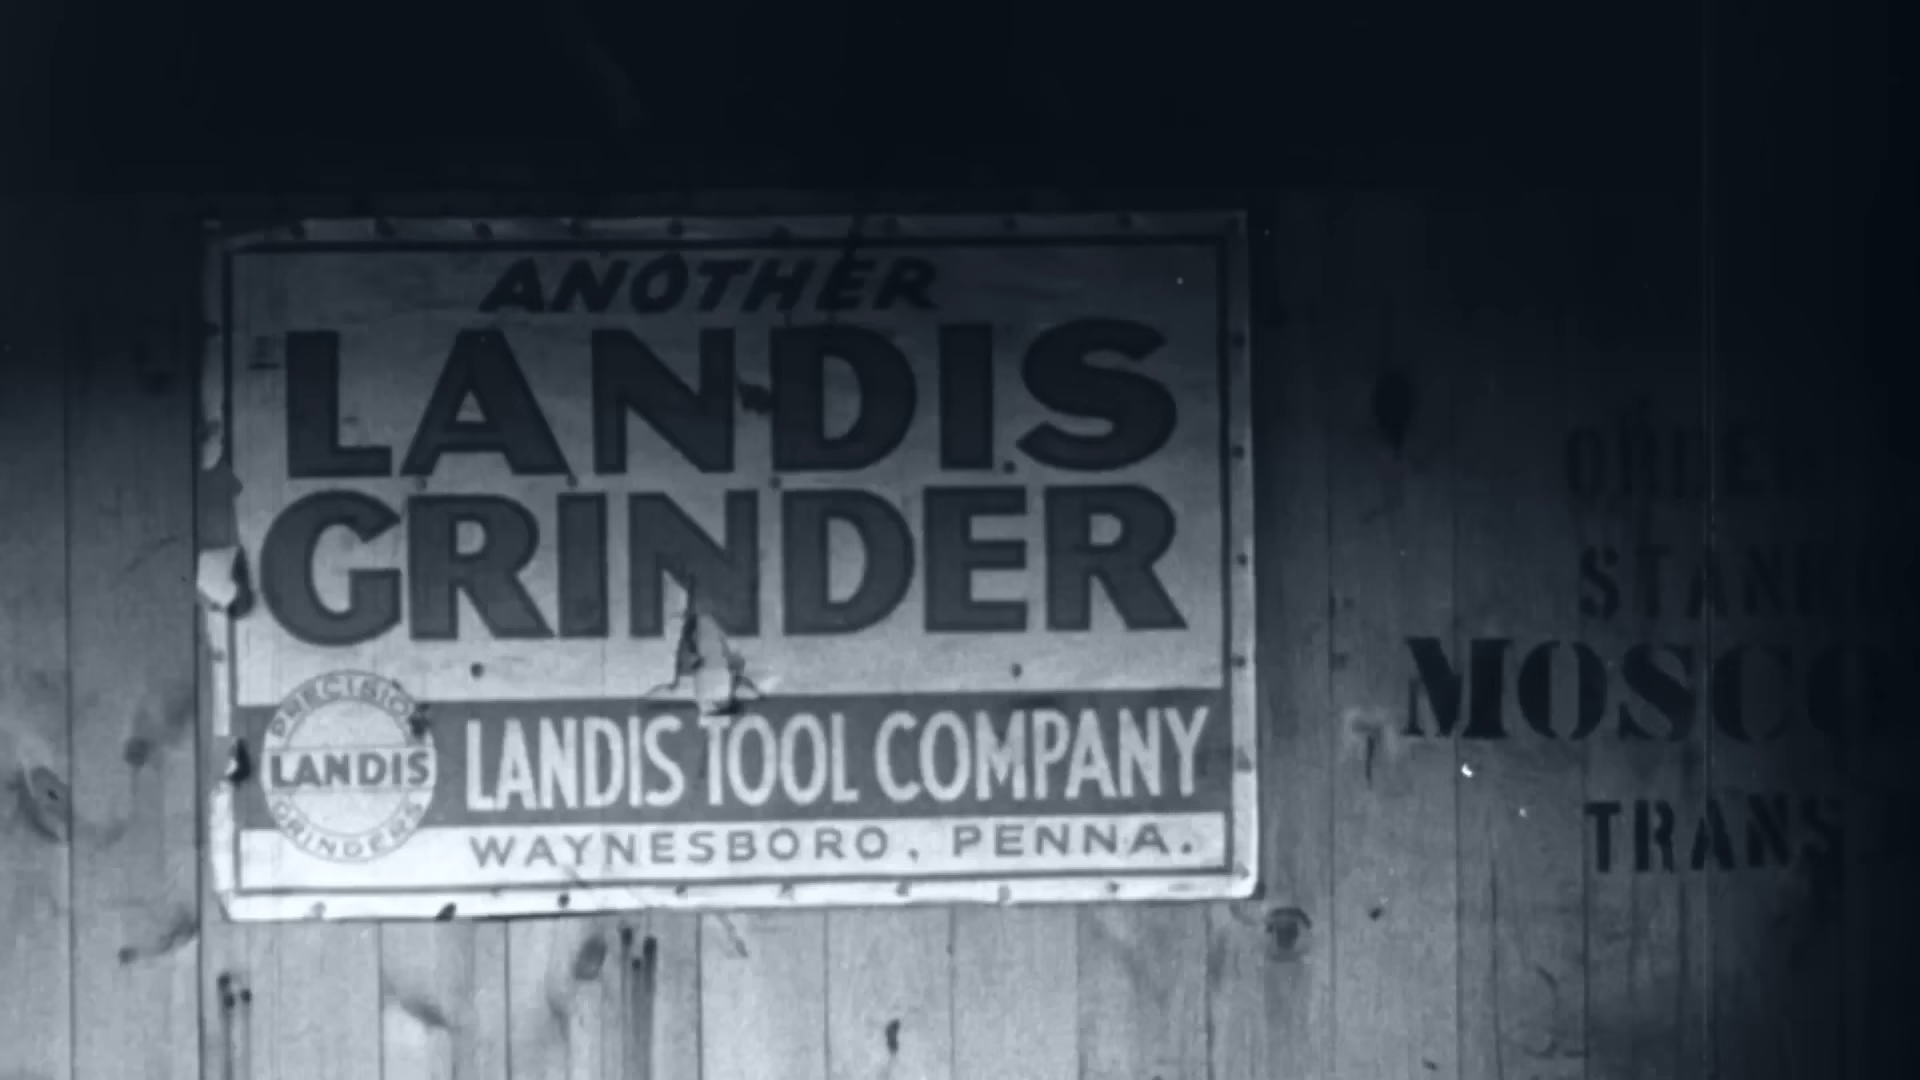 ANOTHER
LANDIS
GRINDER
PRECISION
LANDIS
GRINDERS
LANDIS TOOL COMPANY
WAYNESBORO, PENNA.
MOSCO
TRANS